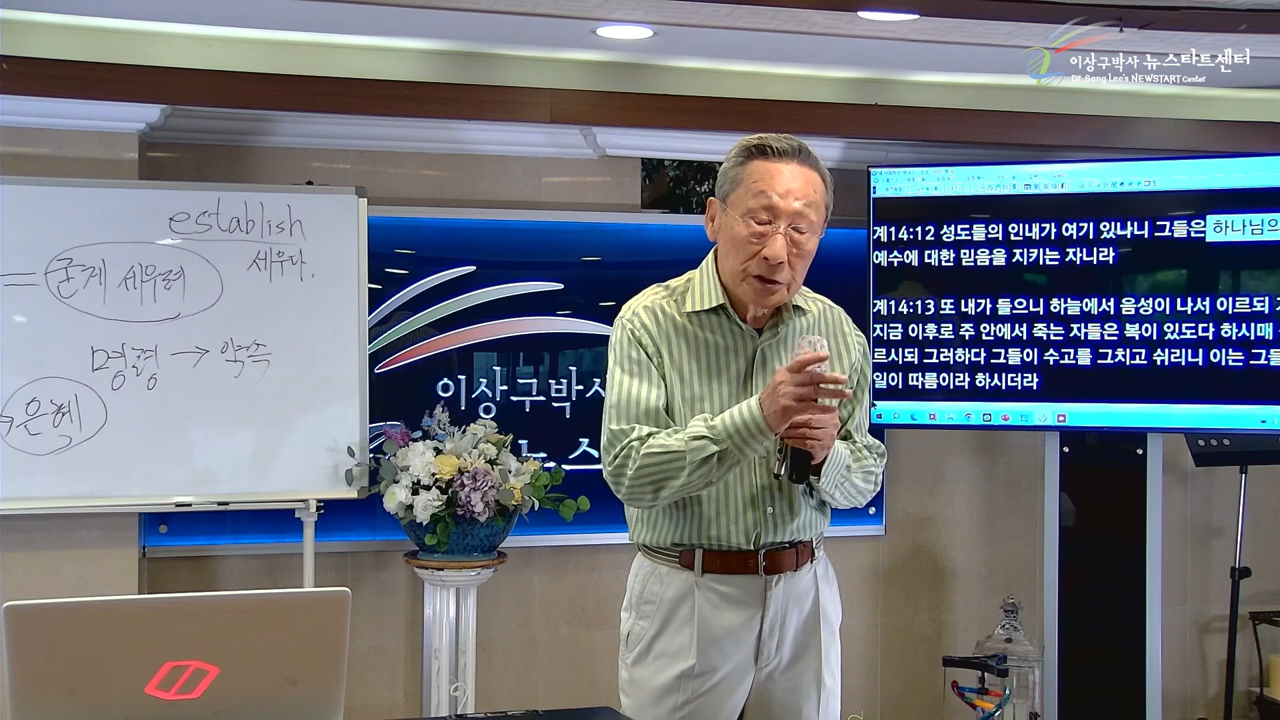 이상구박사 뉴스타트센터
Dr. Sang Lee's NEWSTART Center
establish
세우다.
= 굳게 세우려
명령 → 약속
은혜
이상구박사
뉴스
계14:12 성도들의 인내가 여기 있나니 그들은 하나님의
예수에 대한 믿음을 지키는 자니라
계14:13 또 내가 들으니 하늘에서 음성이 나서 이르되
지금 이후로 주 안에서 죽는 자들은 복이 있도다 하시매
르시되 그러하다 그들이 수고를 그치고 쉬리니 이는 그들
일이 따름이라 하시더라